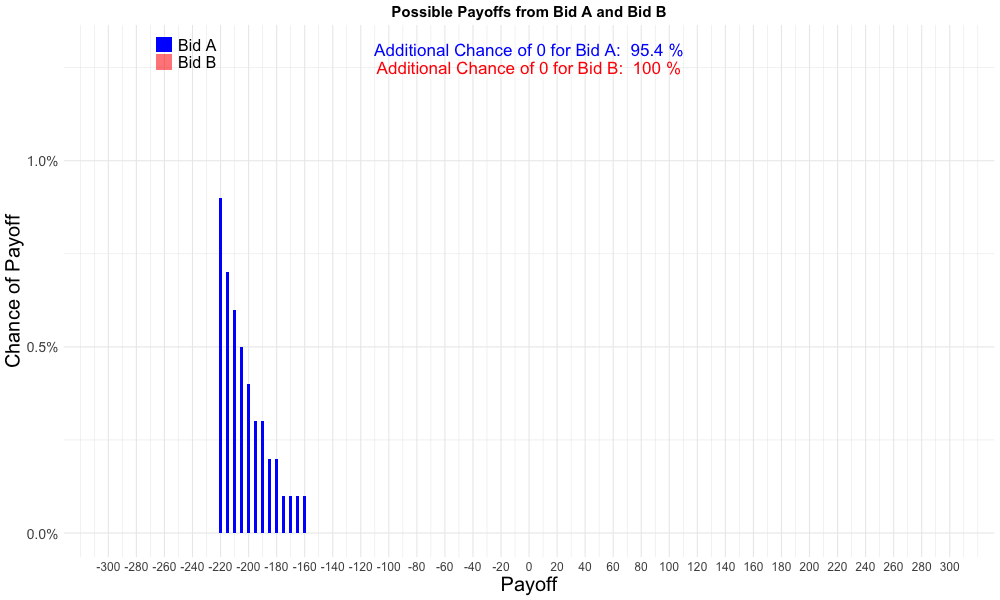 Possible Payoffs from Bid A and Bid B
Bid A
Bid B
Additional Chance of 0 for Bid A:  95.4 %
Additional Chance of 0 for Bid B:  100 %
Chance of Payoff
1.0%
0.5%
0.0%
-300 -280 -260 -240 -220 -200 -180 -160 -140 -120 -100 -80 -60 -40 -20 0 20 40 60 80 100 120 140 160 180 200 220 240 260 280 300
Payoff